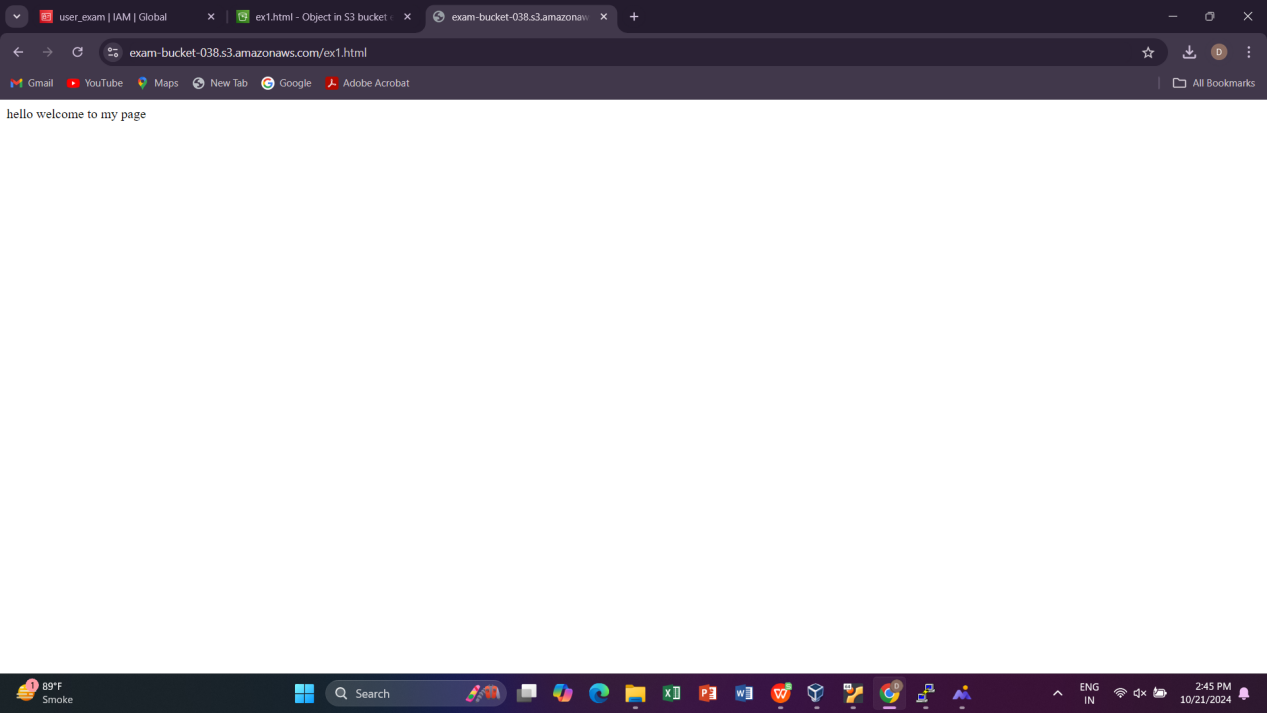 user_exam | IAM | Global
ex1.html - Object in S3 bucket
exam-bucket-038.s3.amazonaw
exam-bucket-038.s3.amazonaws.com/ex1.html
D
Gmail
YouTube
Maps
New Tab
Google
Adobe Acrobat
All Bookmarks
hello welcome to my page
1
89°F
Smoke
Search
D
ENG
IN
2:45 PM
10/21/2024